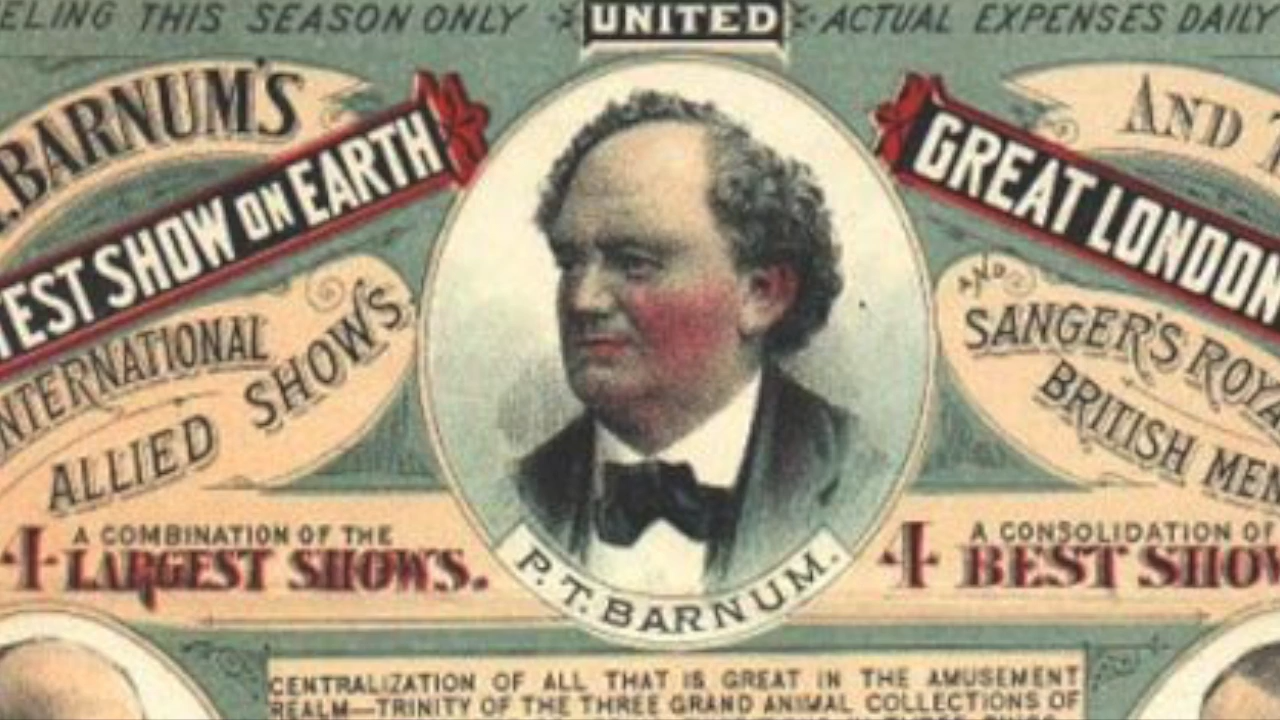 ELING THIS SEASON ONLY UNITED ACTUAL EXPENSES DAILY
BARNUM'S
EST SHOW ON EARTH
NTERNATIONAL
ALLIED SHOWS.
AND
GREAT LONDON
AND
SANGER'S ROYA
BRITISH MEN
P. T. BARNUM.
A COMBINATION OF THE
4 LARGEST SHOWS.
A CONSOLIDATION OF
4 BEST SHOW
CENTRALIZATION OF ALL THAT IS GREAT IN THE AMUSEMENT
REALM—TRINITY OF THE THREE GRAND ANIMAL COLLECTIONS OF